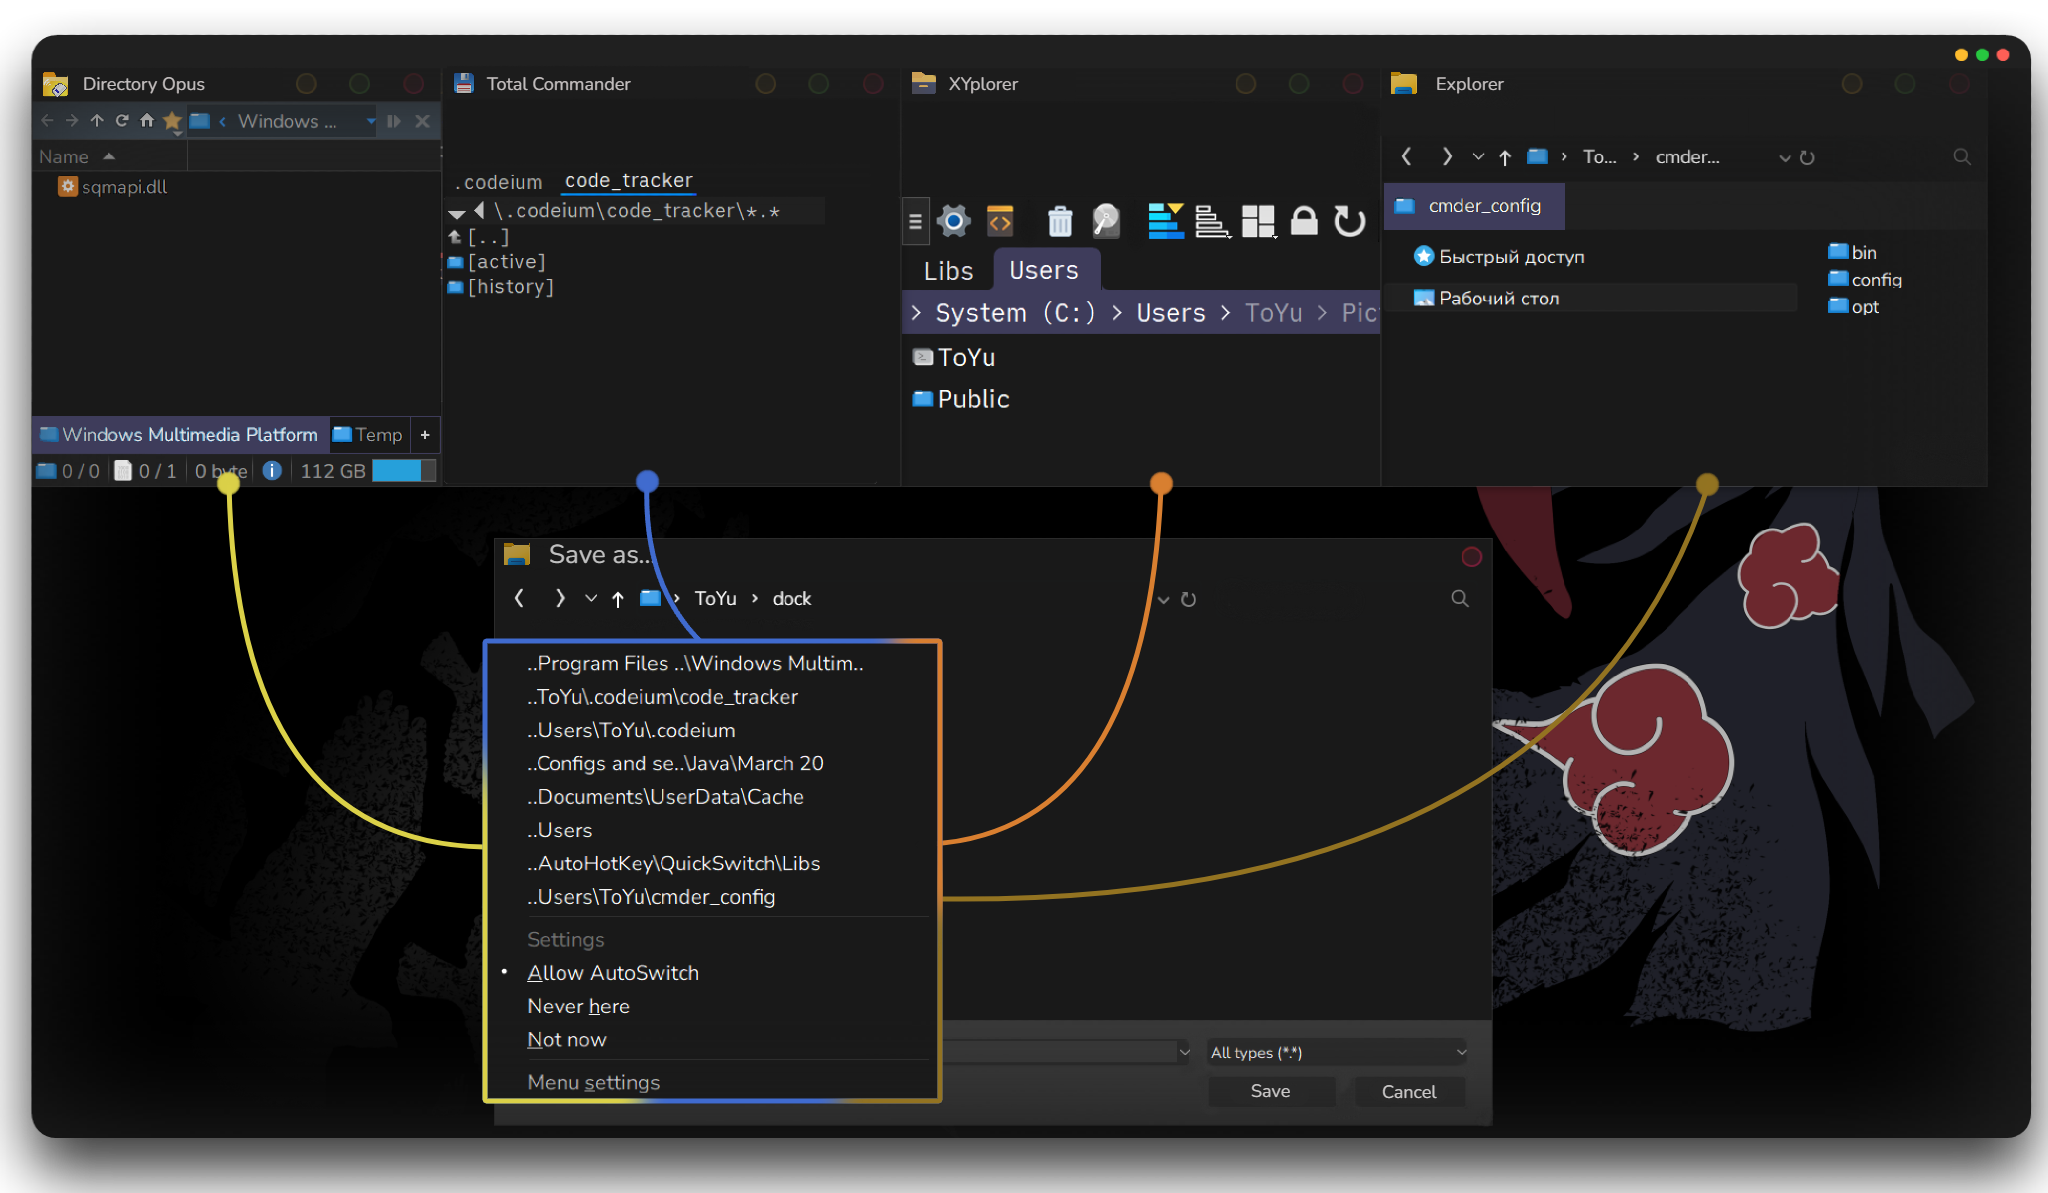 Directory Opus
Windows ...
Name
sqmapi.dll
Windows Multimedia Platform
Temp
+
0 / 0
0 / 1
0 byte
112 GB
Total Commander
.codeium
code_tracker
\.codeium\code_tracker\*.*
[..]
[active]
[history]
XYplorer
Libs
Users
> System (C:) > Users > ToYu > Pic
ToYu
Public
Explorer
To... › cmder...
cmder_config
Быстрый доступ
Рабочий стол
bin
config
opt
Save as...
ToYu › dock
..Program Files ..\Windows Multim..
..ToYu\.codeium\code_tracker
..Users\ToYu\.codeium
..Configs and se..\Java\March 20
..Documents\UserData\Cache
..Users
..AutoHotKey\QuickSwitch\Libs
..Users\ToYu\cmder_config
Settings
Allow AutoSwitch
Never here
Not now
Menu settings
All types (*.*)
Save
Cancel